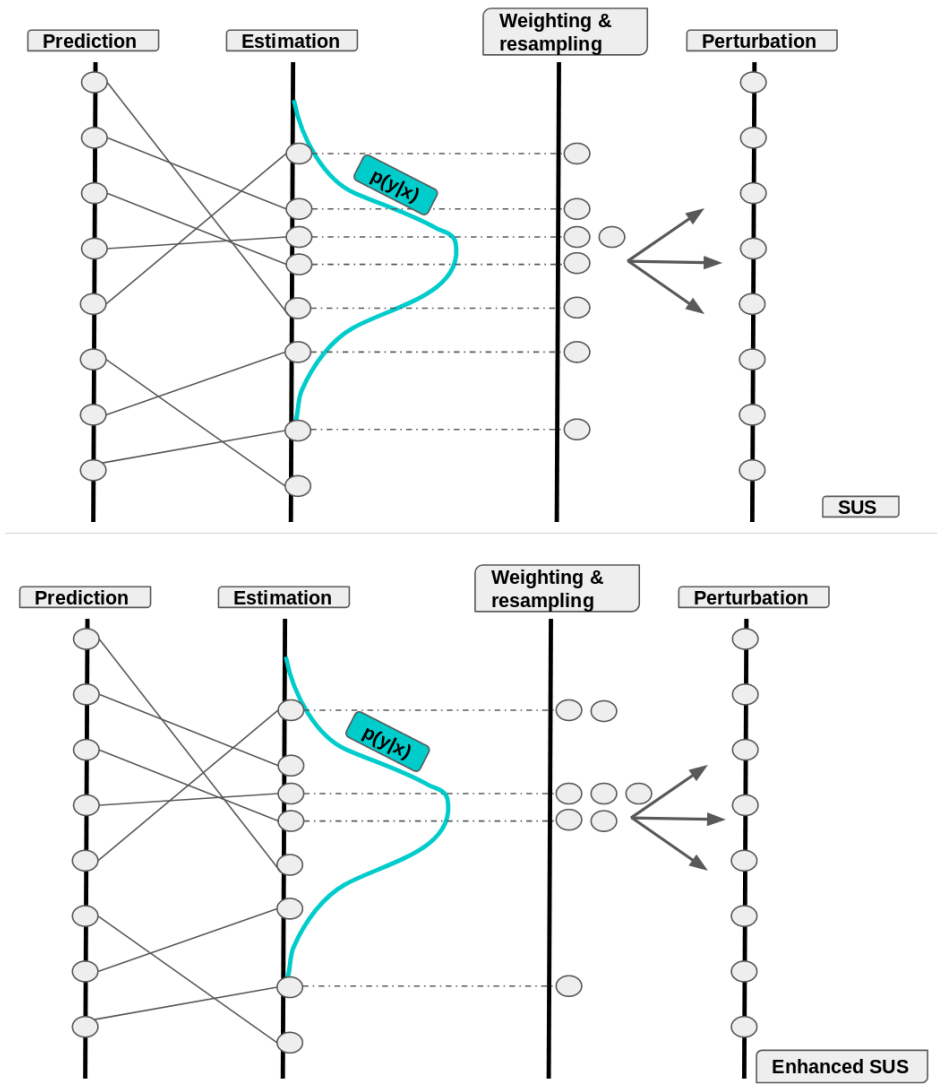 Prediction
Estimation
Weighting &
resampling
Perturbation
p(y|x)
SUS
Prediction
Estimation
Weighting &
resampling
Perturbation
p(y|x)
Enhanced SUS